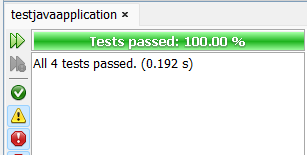 testjavaapplication ×
Tests passed: 100.00 %
All 4 tests passed. (0.192 s)